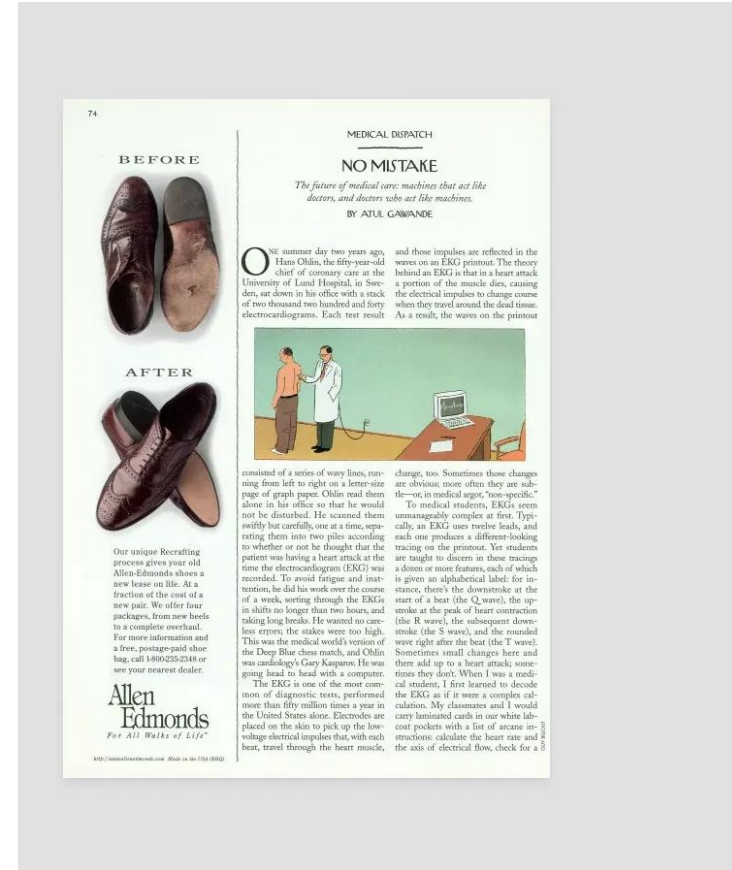 74
BEFORE
AFTER
Our unique Recrafting
process gives your old
Allen-Edmonds shoes a
new lease on life. At a
fraction of the cost of a
new pair. We offer four
packages, from new heels
to a complete overhaul.
For more information and
a free, postage-paid shoe
bag, call 1-800-235-2348 or
see your nearest dealer.
Allen
Edmonds
For All Walks of Life™
http://www.allenedmonds.com Made in the USA
MEDICAL DISPATCH
NO MISTAKE
The future of medical care: machines that act like
doctors, and doctors who act like machines.
BY ATUL GAWANDE
ONE summer day two years ago,
Hans Ohlin, the fifty-year-old
chief of coronary care at the
University of Lund Hospital, in Swe-
den, sat down in his office with a stack
of two thousand two hundred and forty
electrocardiograms. Each test result
consisted of a series of wavy lines, run-
ning from left to right on a letter-size
page of graph paper. Ohlin read them
alone in his office so that he would
not be disturbed. He scanned them
swiftly but carefully, one at a time, sepa-
rating them into two piles according
to whether or not he thought that the
patient was having a heart attack at the
time the electrocardiogram (EKG) was
recorded. To avoid fatigue and inat-
tention, he did his work over the course
of a week, sorting through the EKGs
in shifts no longer than two hours, and
taking long breaks. He wanted no care-
less errors; the stakes were too high.
This was the medical world's version of
the Deep Blue chess match, and Ohlin
was cardiology's Gary Kasparov. He was
going head to head with a computer.
The EKG is one of the most com-
mon of diagnostic tests, performed
more than fifty million times a year in
the United States alone. Electrodes are
placed on the skin to pick up the low-
voltage electrical impulses that, with each
beat, travel through the heart muscle,
and those impulses are reflected in the
waves on an EKG printout. The theory
behind an EKG is that in a heart attack
a portion of the muscle dies, causing
the electrical impulses to change course
when they travel around the dead tissue.
As a result, the waves on the printout
change, too. Sometimes those changes
are obvious; more often they are sub-
tle—or, in medical argot, "non-specific."
To medical students, EKGs seem
unmanageably complex at first. Typi-
cally, an EKG uses twelve leads, and
each one produces a different-looking
tracing on the printout. Yet students
are taught to discern in these tracings
a dozen or more features, each of which
is given an alphabetical label: for in-
stance, there's the downstroke at the
start of a beat (the Q wave), the up-
stroke at the peak of heart contraction
(the R wave), the subsequent down-
stroke (the S wave), and the rounded
wave right after the beat (the T wave).
Sometimes small changes here and
there add up to a heart attack; some-
times they don't. When I was a medi-
cal student, I first learned to decode
the EKG as if it were a complex cal-
culation. My classmates and I would
carry laminated cards in our white lab-
coat pockets with a list of arcane in-
structions: calculate the heart rate and
the axis of electrical flow, check for a
GUY BILLOUT